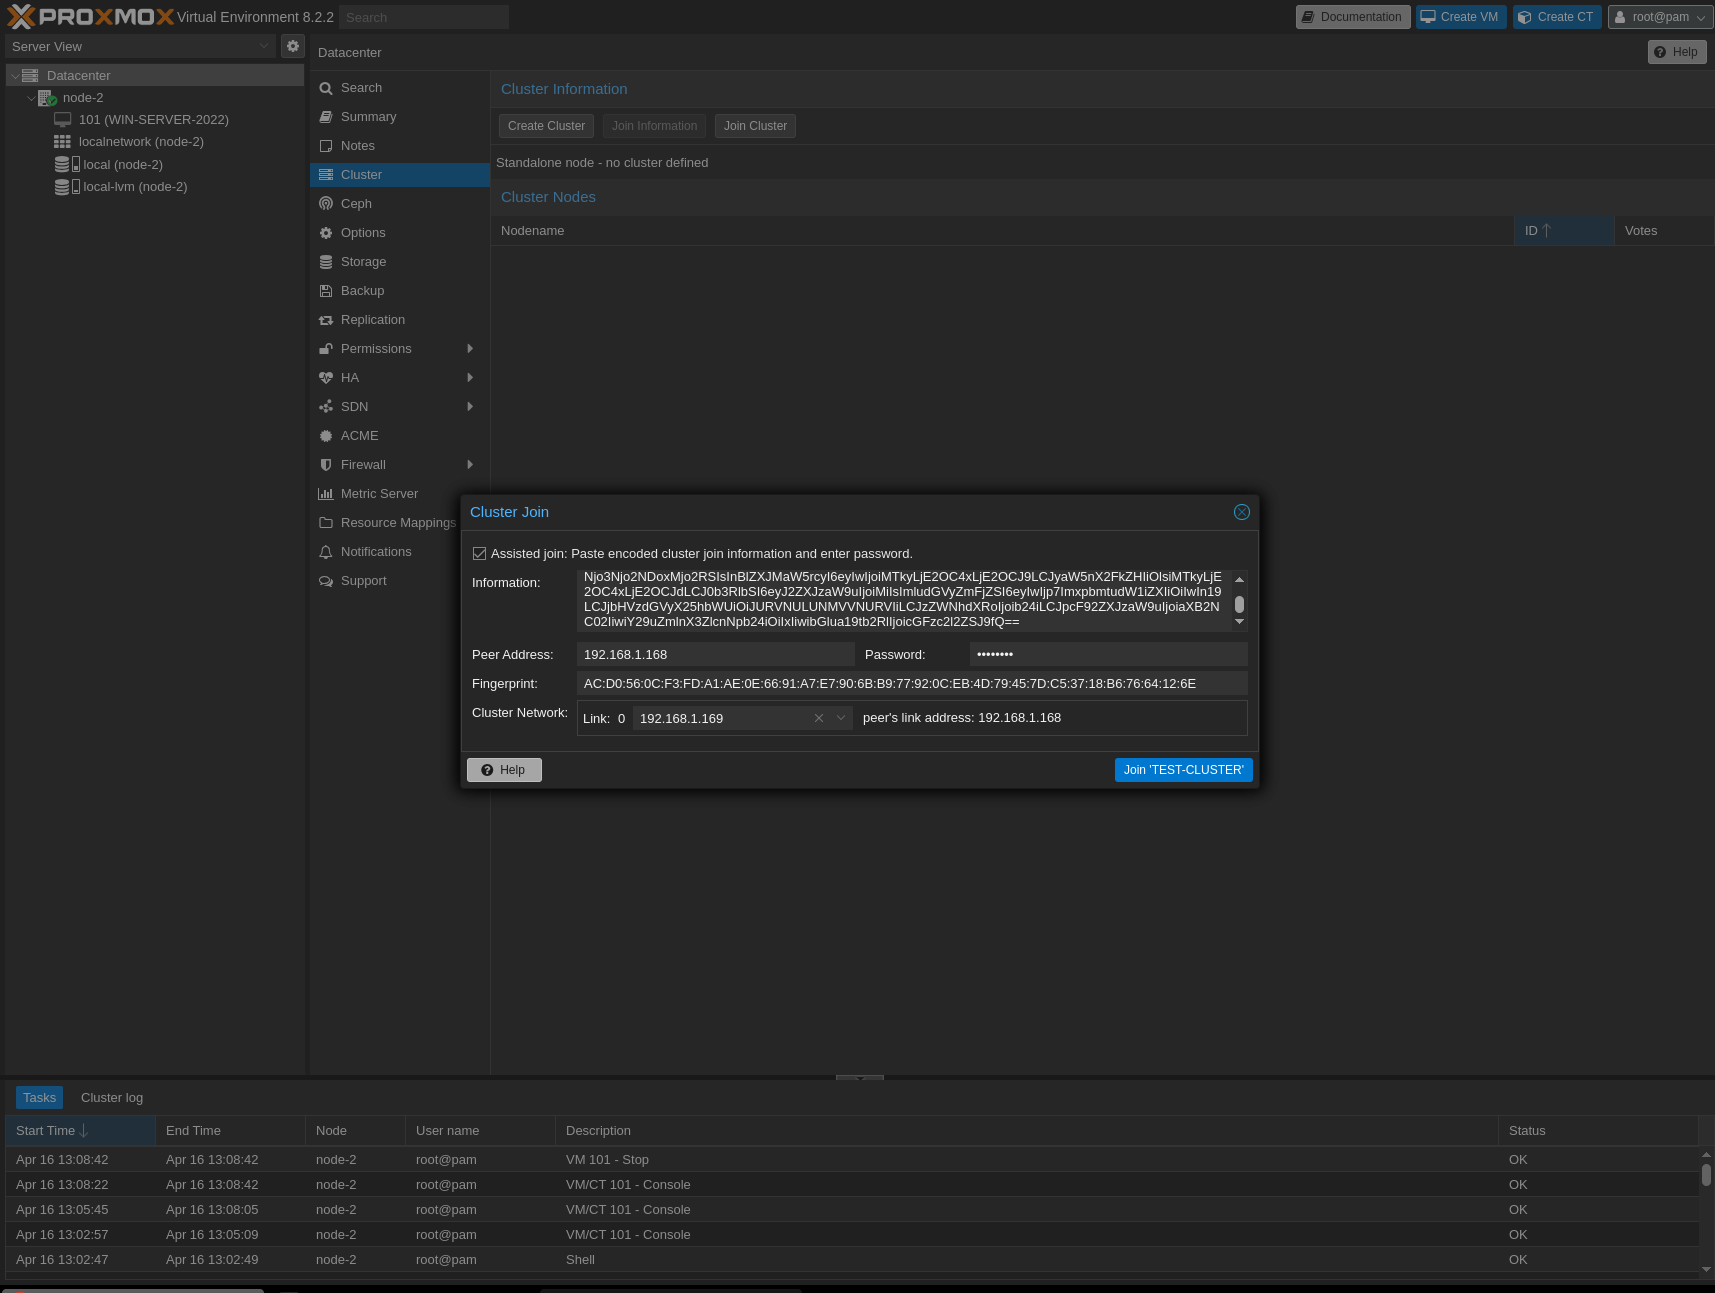 PROXMOX Virtual Environment 8.2.2 Search Documentation Create VM Create CT root@pam
Server View
Datacenter
node-2
101 (WIN-SERVER-2022)
localnetwork (node-2)
local (node-2)
local-lvm (node-2)
Datacenter Help
Search
Summary
Notes
Cluster
Ceph
Options
Storage
Backup
Replication
Permissions
HA
SDN
ACME
Firewall
Metric Server
Resource Mappings
Notifications
Support
Cluster Information
Create Cluster Join Information Join Cluster
Standalone node - no cluster defined
Cluster Nodes
Nodename ID Votes
Cluster Join
Assisted join: Paste encoded cluster join information and enter password.
Information:
Njo3Njo2NDoxMjo2RSIsInBlZXJMaW5rcyI6eyIwIjoiMTkyLjE2OC4xLjE2OCJ9LCJyaW5nX2FkZHIiOlsiMTkyLjE
2OC4xLjE2OCJdLCJ0b3RlbSI6eyJ2ZXJzaW9uIjoiMiIsImludGVyZmFjZSI6eyIwIjp7ImxpbmtudW1iZXIiOiIwIn19
LCJjbHVzdGVyX25hbWUiOiJURVNULUNMVVNURVIiLCJzZWNhdXRoIjoib24iLCJpcF92ZXJzaW9uIjoiaXB2N
C02IiwiY29uZmlnX3ZlcnNpb24iOiIxIiwibGlua19tb2RlIjoicGFzc2l2ZSJ9fQ==
Peer Address: 192.168.1.168 Password: ••••••••
Fingerprint: AC:D0:56:0C:F3:FD:A1:AE:0E:66:91:A7:E7:90:6B:B9:77:92:0C:EB:4D:79:45:7D:C5:37:18:B6:76:64:12:6E
Cluster Network: Link: 0 192.168.1.169 peer's link address: 192.168.1.168
Help Join 'TEST-CLUSTER'
Tasks Cluster log
Start Time End Time Node User name Description Status
Apr 16 13:08:42 Apr 16 13:08:42 node-2 root@pam VM 101 - Stop OK
Apr 16 13:08:22 Apr 16 13:08:42 node-2 root@pam VM/CT 101 - Console OK
Apr 16 13:05:45 Apr 16 13:08:05 node-2 root@pam VM/CT 101 - Console OK
Apr 16 13:02:57 Apr 16 13:05:09 node-2 root@pam VM/CT 101 - Console OK
Apr 16 13:02:47 Apr 16 13:02:49 node-2 root@pam Shell OK